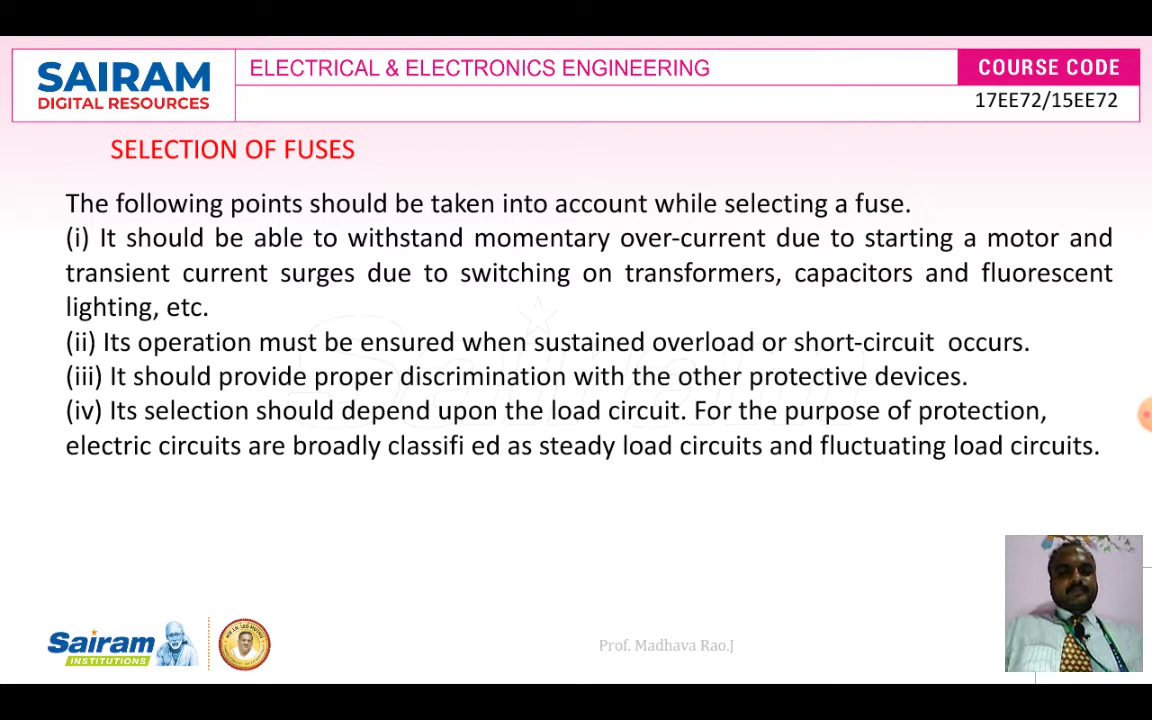 SAIRAM
DIGITAL RESOURCES
ELECTRICAL & ELECTRONICS ENGINEERING
COURSE CODE
17EE72/15EE72
SELECTION OF FUSES
The following points should be taken into account while selecting a fuse.
(i) It should be able to withstand momentary over-current due to starting a motor and
transient current surges due to switching on transformers, capacitors and fluorescent
lighting, etc.
(ii) Its operation must be ensured when sustained overload or short-circuit occurs.
(iii) It should provide proper discrimination with the other protective devices.
(iv) Its selection should depend upon the load circuit. For the purpose of protection,
electric circuits are broadly classifi ed as steady load circuits and fluctuating load circuits.
Sairam
Sairam
INSTITUTIONS
Prof. Madhava Rao.J